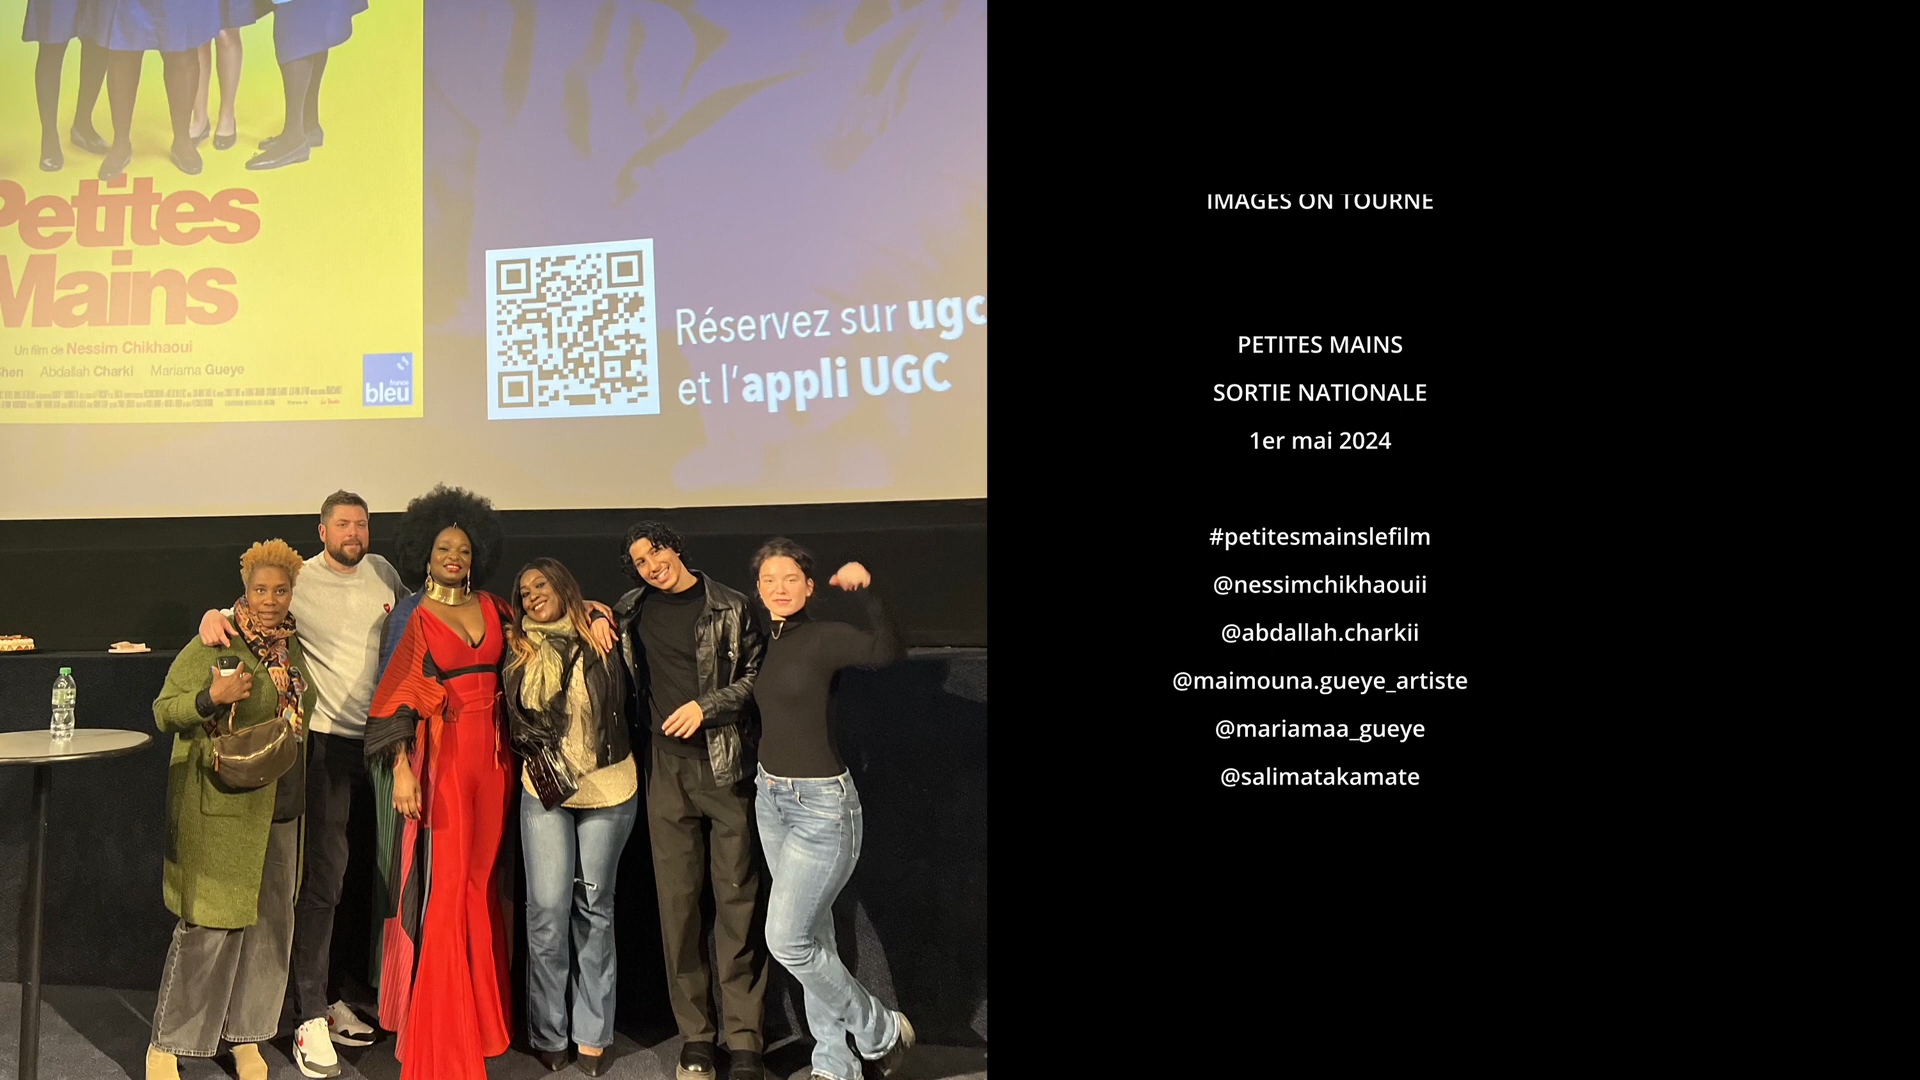 Petites
Mains
Un film de Nessim Chikhaoui
Abdallah Charki Mariama Gueye
france
bleu
Réservez sur ugc
et l'appli UGC
IMAGES ON TOURNE
PETITES MAINS
SORTIE NATIONALE
1er mai 2024
#petitesmainslefilm
@nessimchikhaouii
@abdallah.charkii
@maimouna.gueye_artiste
@mariamaa_gueye
@salimatakamate